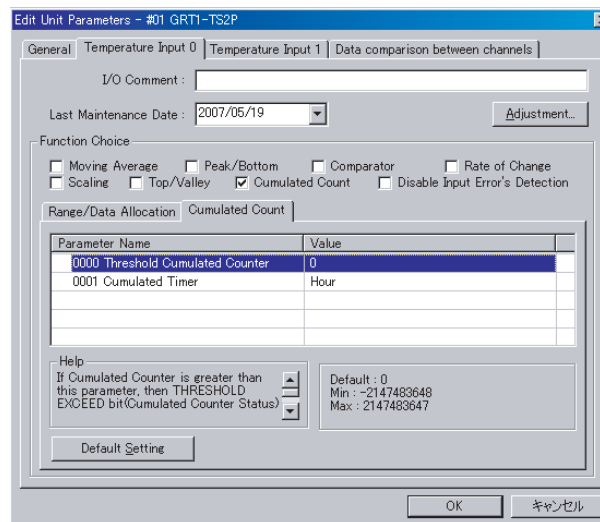 Edit Unit Parameters - #01 GRT1-TS2P
General Temperature Input 0 Temperature Input 1 Data comparison between channels
I/O Comment :
Last Maintenance Date : 2007/05/19 Adjustment...
Function Choice
Moving Average Peak/Bottom Comparator Rate of Change
Scaling Top/Valley Cumulated Count Disable Input Error's Detection
Range/Data Allocation Cumulated Count
Parameter Name Value
0000 Threshold Cumulated Counter 0
0001 Cumulated Timer Hour
Help
If Cumulated Counter is greater than
this parameter, then THRESHOLD
EXCEED bit(Cumulated Counter Status)
Default : 0
Min : -2147483648
Max : 2147483647
Default Setting
OK キャンセル